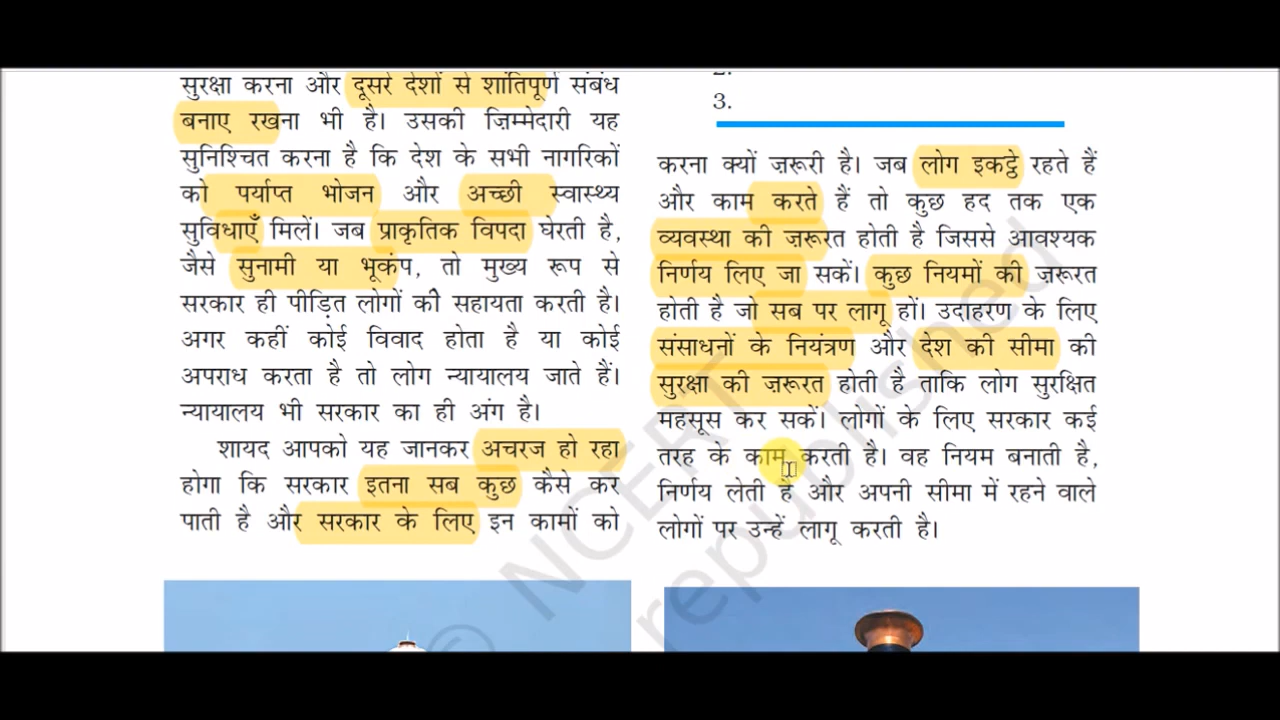 सुरक्षा करना और दूसरे देशों से शांतिपूर्ण संबंध
बनाए रखना भी है। उसकी ज़िम्मेदारी यह
सुनिश्चित करना है कि देश के सभी नागरिकों
को पर्याप्त भोजन और अच्छी स्वास्थ्य
सुविधाएँ मिलें। जब प्राकृतिक विपदा घेरती है,
जैसे सुनामी या भूकंप, तो मुख्य रूप से
सरकार ही पीड़ित लोगों की सहायता करती है।
अगर कहीं कोई विवाद होता है या कोई
अपराध करता है तो लोग न्यायालय जाते हैं।
न्यायालय भी सरकार का ही अंग है।
शायद आपको यह जानकर अचरज हो रहा
होगा कि सरकार इतना सब कुछ कैसे कर
पाती है और सरकार के लिए इन कामों को
2.
3.
करना क्यों ज़रूरी है। जब लोग इकट्ठे रहते हैं
और काम करते हैं तो कुछ हद तक एक
व्यवस्था की ज़रूरत होती है जिससे आवश्यक
निर्णय लिए जा सकें। कुछ नियमों की ज़रूरत
होती है जो सब पर लागू हों। उदाहरण के लिए
संसाधनों के नियंत्रण और देश की सीमा की
सुरक्षा की ज़रूरत होती है ताकि लोग सुरक्षित
महसूस कर सकें। लोगों के लिए सरकार कई
तरह के काम करती है। वह नियम बनाती है,
निर्णय लेती है और अपनी सीमा में रहने वाले
लोगों पर उन्हें लागू करती है।
© NCERT
republished